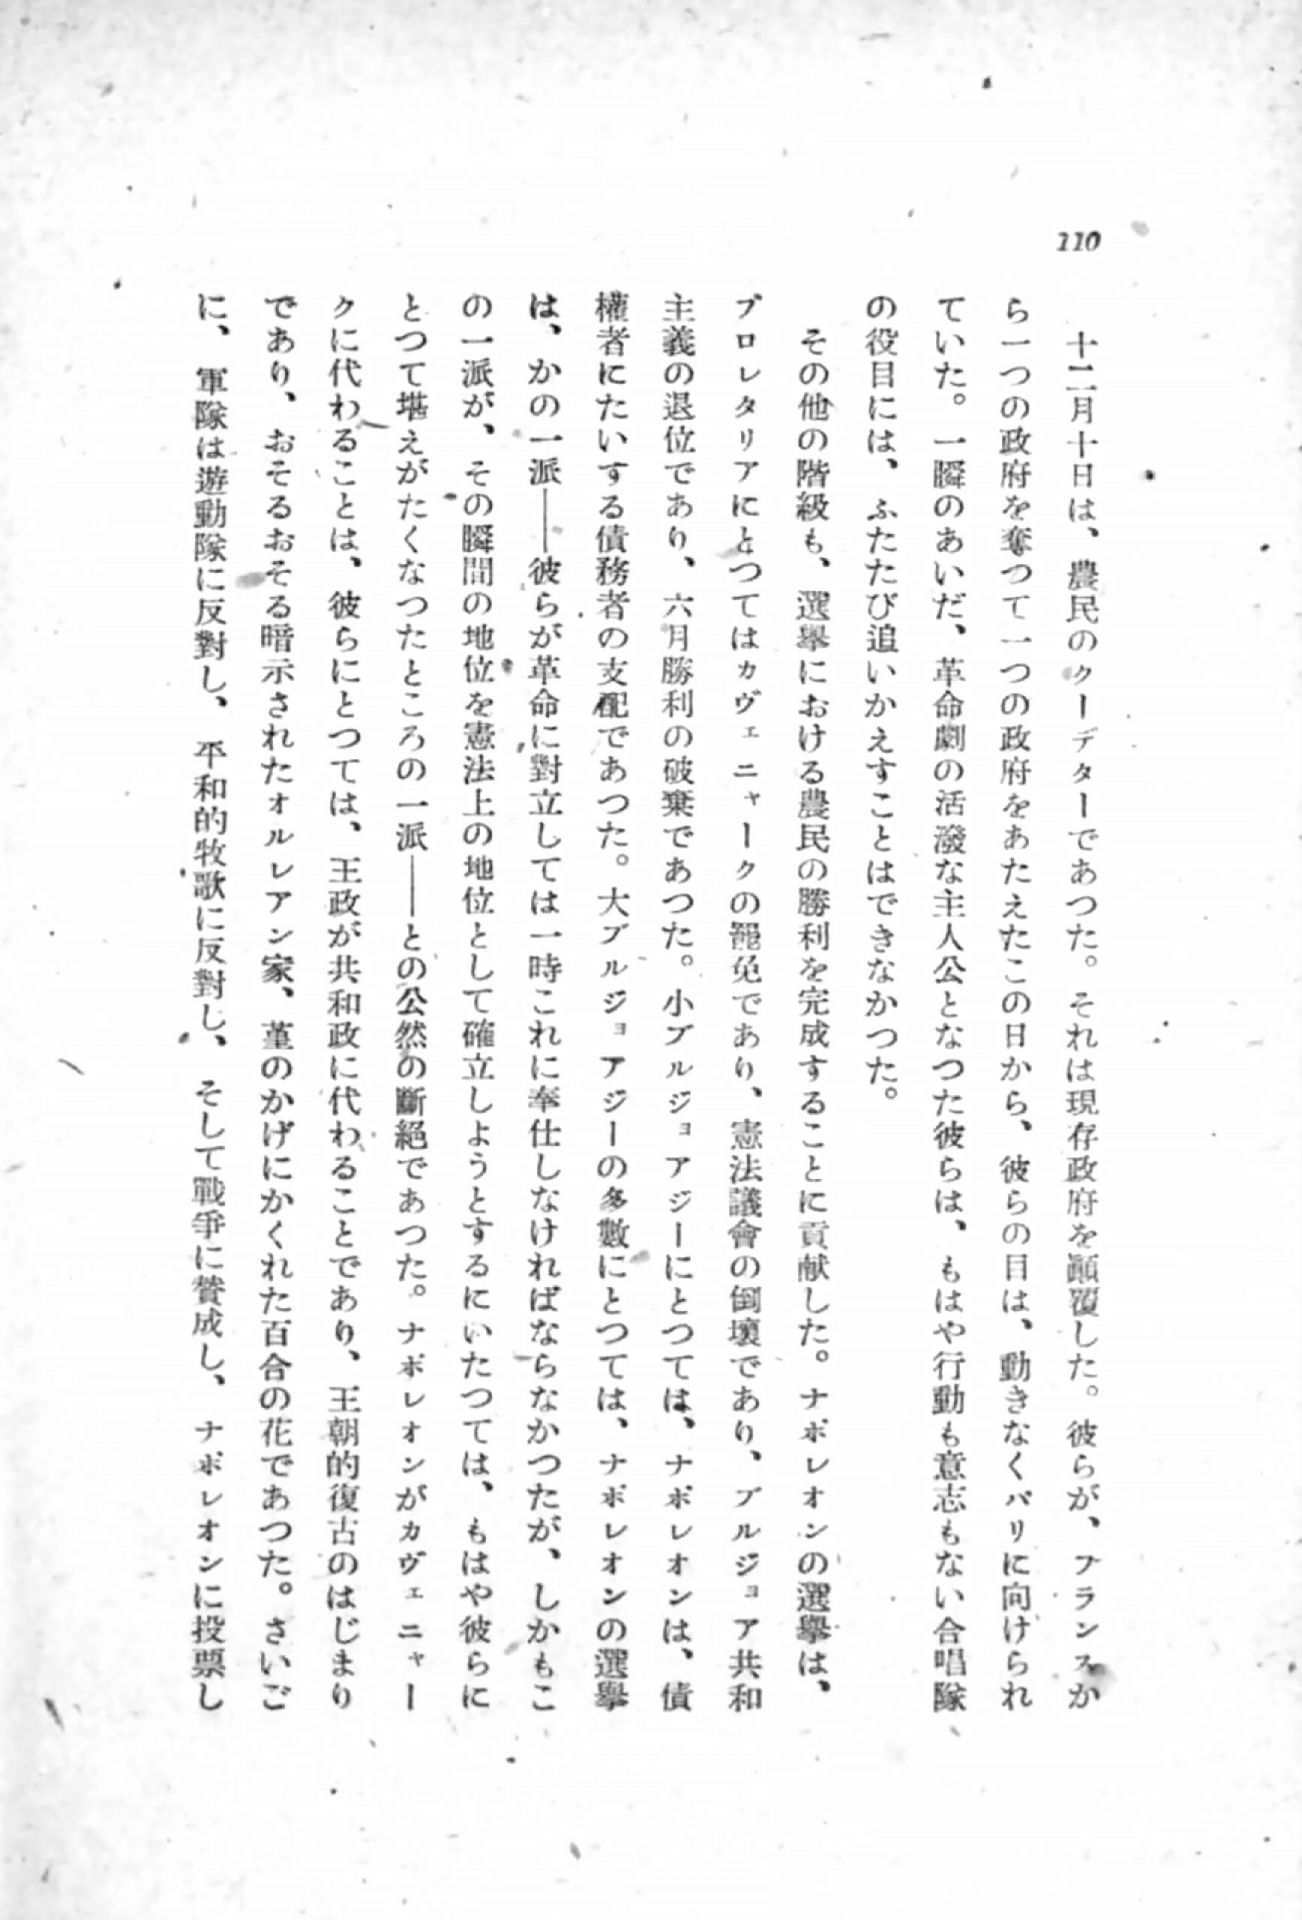 110
十二月十日は、農民のクーデターであつた。それは現存政府を顚覆した。彼らが、フランスか
ら一つの政府を奪つて一つの政府をあたえたこの日から、彼らの目は、動きなくパリに向けられ
ていた。一瞬のあいだ、革命劇の活潑な主人公となつた彼らは、もはや行動も意志もない合唱隊
の役目には、ふたたび追いかえすことはできなかつた。
その他の階級も、選擧における農民の勝利を完成することに貢献した。ナポレオンの選擧は、
プロレタリアにとつてはカヴェニャークの罷免であり、憲法議會の倒壞であり、ブルジョア共和
主義の退位であり、六月勝利の破棄であつた。小ブルジョアジーにとつては、ナポレオンは、債
權者にたいする債務者の支配であつた。大ブルジョアジーの多數にとつては、ナポレオンの選擧
は、かの一派――彼らが革命に對立しては一時これに奉仕しなければならなかつたが、しかもこ
の一派が、その瞬間の地位を憲法上の地位として確立しようとするにいたつては、もはや彼らに
とつて堪えがたくなつたところの一派――との公然の斷絕であつた。ナポレオンがカヴェニャー
クに代わることは、彼らにとつては、王政が共和政に代わることであり、王朝的復古のはじまり
であり、おそるおそる暗示されたオルレアン家、菫のかげにかくれた百合の花であつた。さいご
に、軍隊は遊動隊に反對し、平和的牧歌に反對し、そして戰爭に贊成し、ナポレオンに投票し